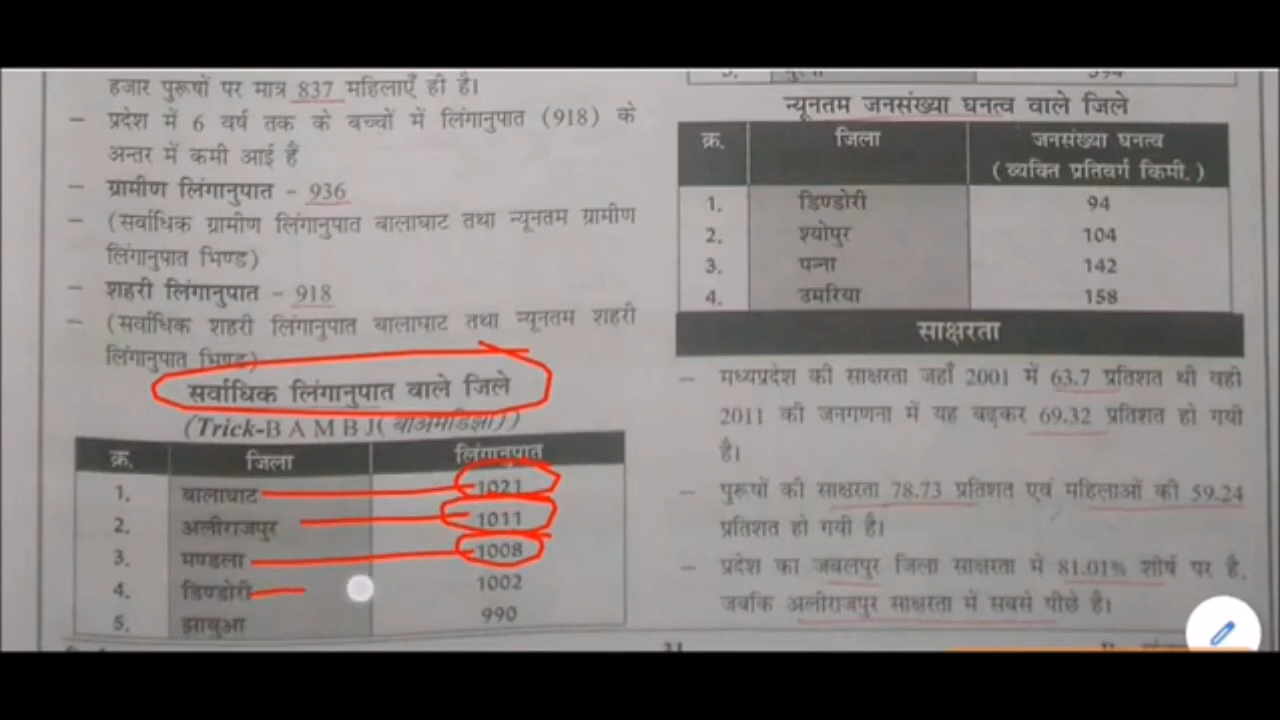 हजार पुरूषों पर मात्र 837 महिलाएँ ही है।
– प्रदेश में 6 वर्ष तक के बच्चों में लिंगानुपात (918) के
अन्तर में कमी आई है
– ग्रामीण लिंगानुपात - 936
– (सर्वाधिक ग्रामीण लिंगानुपात बालाघाट तथा न्यूनतम ग्रामीण
लिंगानुपात भिण्ड)
– शहरी लिंगानुपात - 918
– (सर्वाधिक शहरी लिंगानुपात बालाघाट तथा न्यूनतम शहरी
लिंगानुपात भिण्ड)
सर्वाधिक लिंगानुपात वाले जिले
(Trick-B A M B J( बाअमडिझा))
क्र. जिला लिंगानुपात
1. बालाघाट 1021
2. अलीराजपुर 1011
3. मण्डला 1008
4. डिण्डोरी 1002
5. झाबुआ 990
न्यूनतम जनसंख्या घनत्व वाले जिले
क्र. जिला जनसंख्या घनत्व
(व्यक्ति प्रतिवर्ग किमी.)
1. डिण्डोरी 94
2. श्योपुर 104
3. पन्ना 142
4. उमरिया 158
साक्षरता
– मध्यप्रदेश की साक्षरता जहाँ 2001 में 63.7 प्रतिशत थी वही
2011 की जनगणना में यह बढ़कर 69.32 प्रतिशत हो गयी
है।
– पुरूषों की साक्षरता 78.73 प्रतिशत एवं महिलाओं की 59.24
प्रतिशत हो गयी है।
– प्रदेश का जबलपुर जिला साक्षरता में 81.01% शीर्ष पर है,
जबकि अलीराजपुर साक्षरता में सबसे पीछे है।